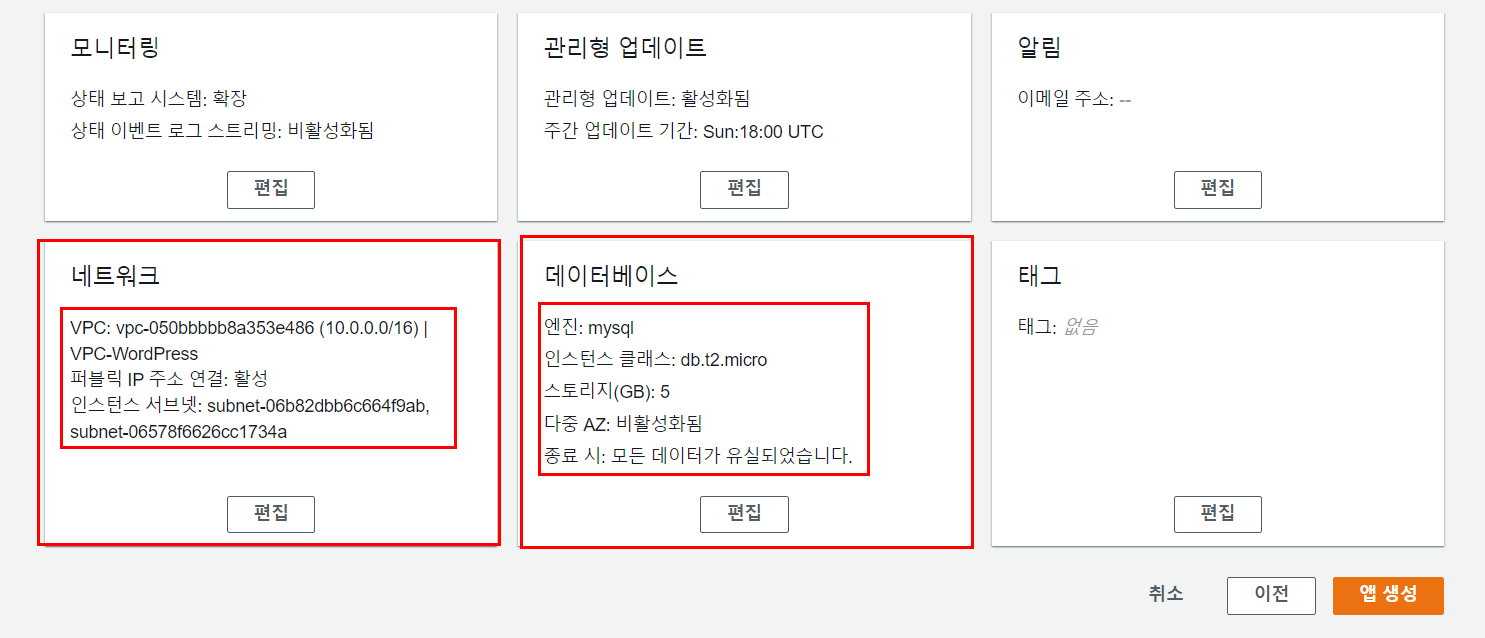 모니터링
상태 보고 시스템: 확장
상태 이벤트 로그 스트리밍: 비활성화됨
편집
관리형 업데이트
관리형 업데이트: 활성화됨
주간 업데이트 기간: Sun:18:00 UTC
편집
알림
이메일 주소: --
편집
네트워크
VPC: vpc-050bbbbb8a353e486 (10.0.0.0/16) |
VPC-WordPress
퍼블릭 IP 주소 연결: 활성
인스턴스 서브넷: subnet-06b82dbb6c664f9ab,
subnet-06578f6626cc1734a
편집
데이터베이스
엔진: mysql
인스턴스 클래스: db.t2.micro
스토리지(GB): 5
다중 AZ: 비활성화됨
종료 시: 모든 데이터가 유실되었습니다.
편집
태그
태그: 없음
편집
취소
이전
앱 생성